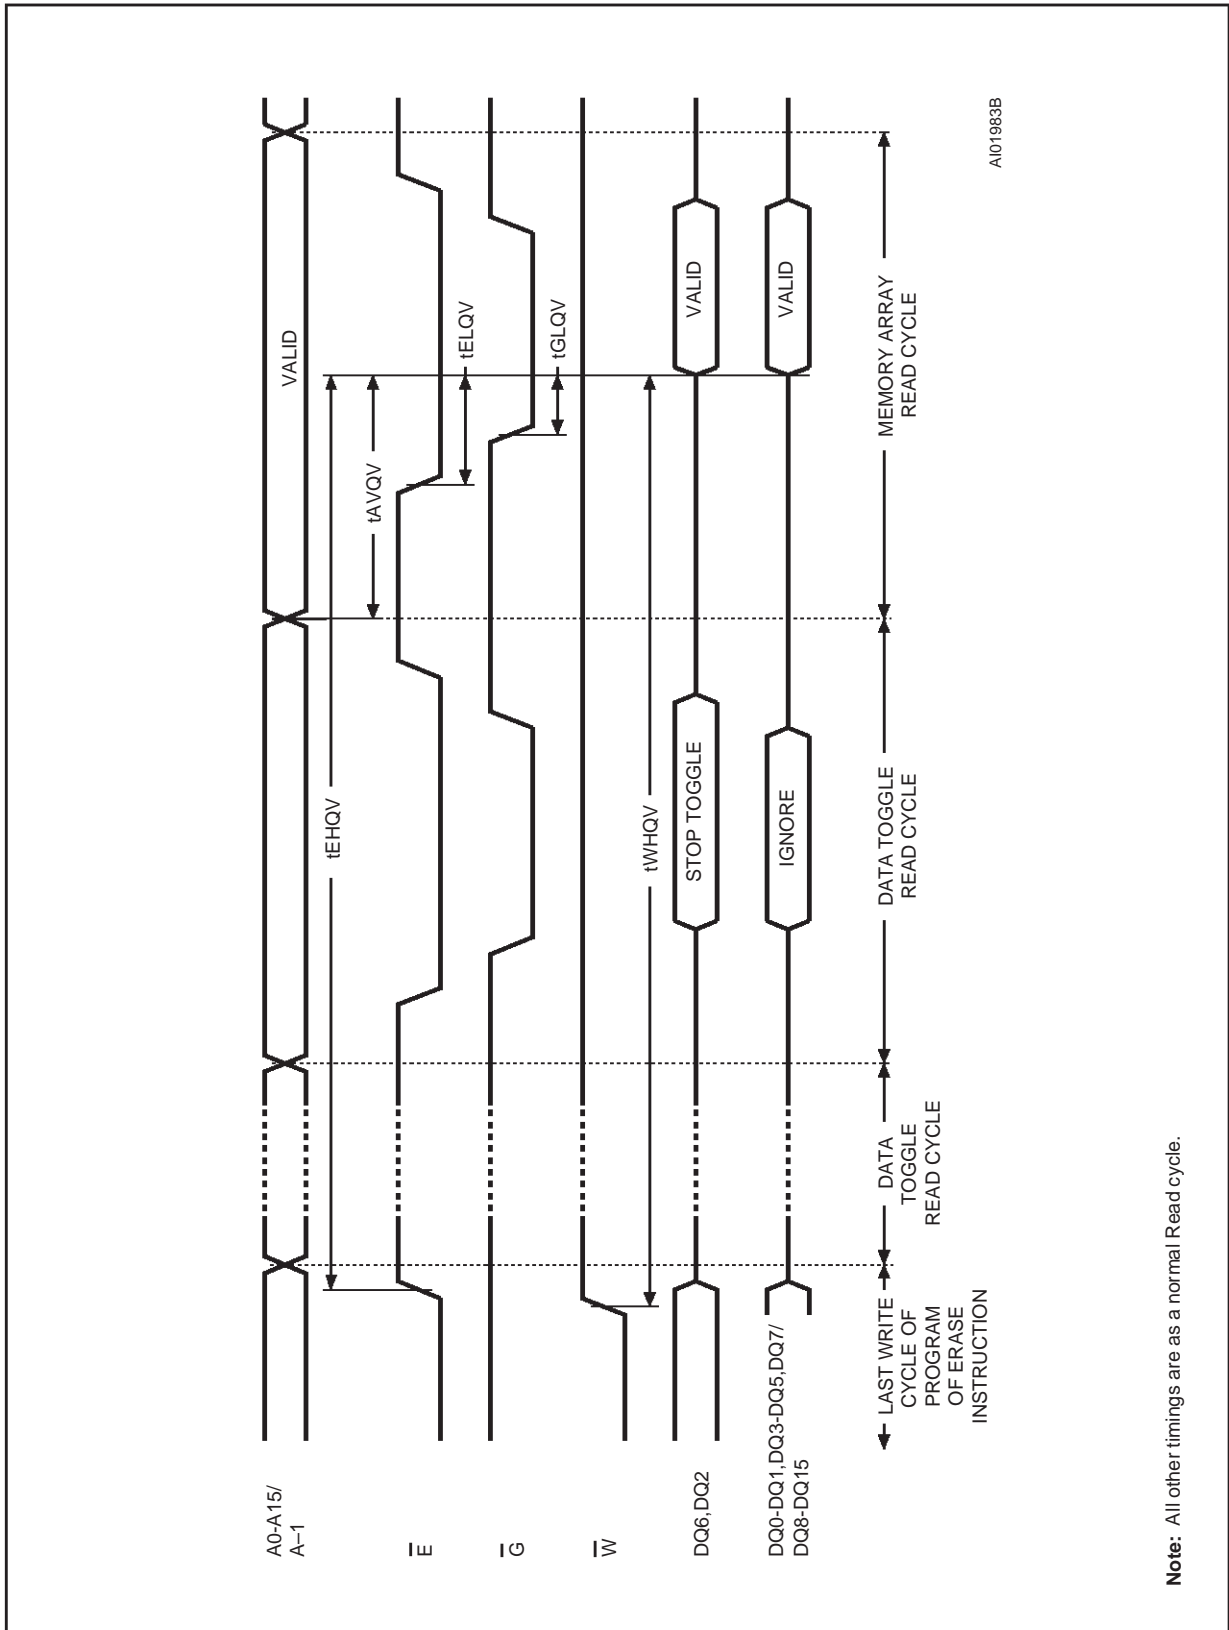 A0-A15/
A–1
VALID
tEHQV
tAVQV
E
tELQV
G
tGLQV
W
tWHQV
DQ6,DQ2
STOP TOGGLE
VALID
DQ0-DQ1,DQ3-DQ5,DQ7/
DQ8-DQ15
IGNORE
VALID
LAST WRITE
CYCLE OF
PROGRAM
OF ERASE
INSTRUCTION
DATA
TOGGLE
READ CYCLE
DATA TOGGLE
READ CYCLE
MEMORY ARRAY
READ CYCLE
AI01983B
Note: All other timings are as a normal Read cycle.